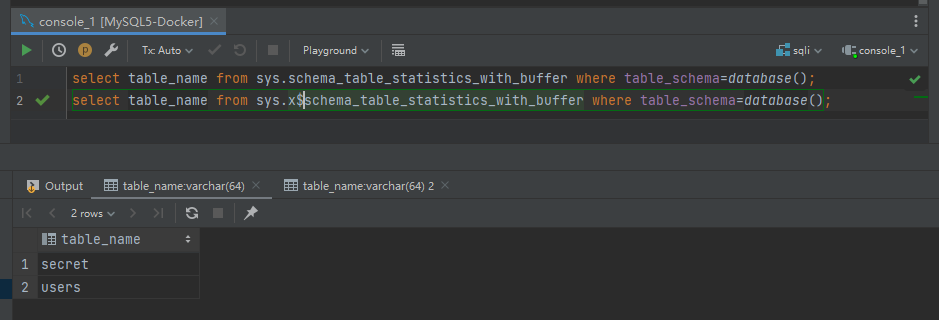 console_1 [MySQL5-Docker]
Tx: Auto Playground sqli console_1
1 select table_name from sys.schema_table_statistics_with_buffer where table_schema=database();
2 select table_name from sys.x$schema_table_statistics_with_buffer where table_schema=database();
Output table_name:varchar(64) table_name:varchar(64) 2
2 rows
table_name
1 secret
2 users